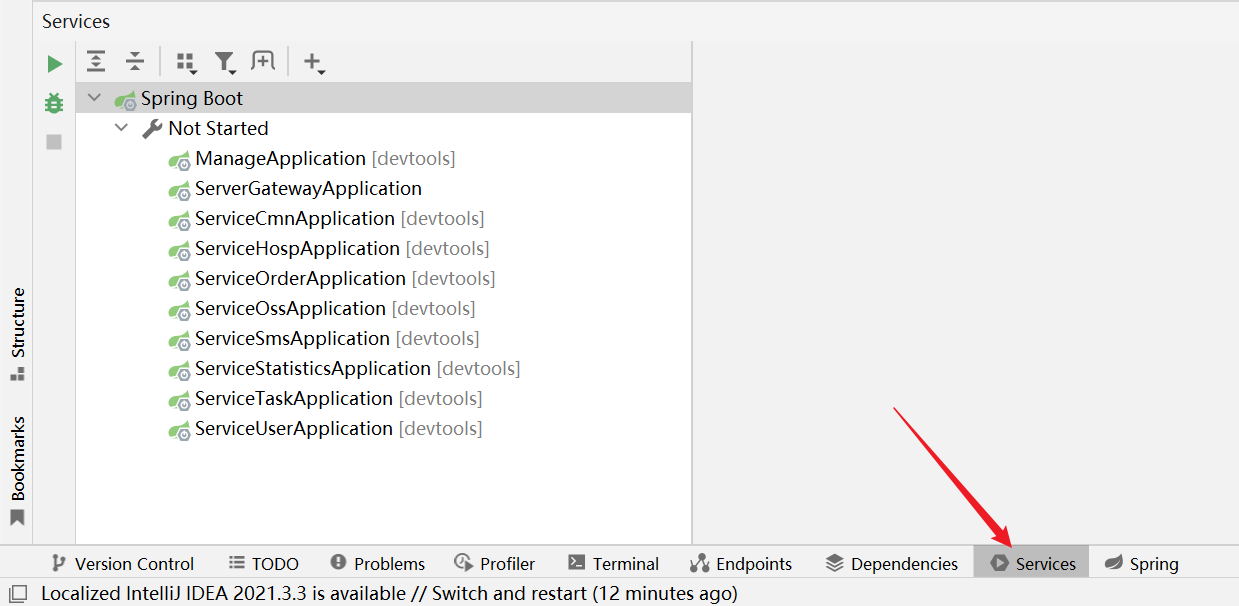 Services
Spring Boot
Not Started
ManageApplication [devtools]
ServerGatewayApplication
ServiceCmnApplication [devtools]
ServiceHospApplication [devtools]
ServiceOrderApplication [devtools]
ServiceOssApplication [devtools]
ServiceSmsApplication [devtools]
ServiceStatisticsApplication [devtools]
ServiceTaskApplication [devtools]
ServiceUserApplication [devtools]
Structure
Bookmarks
Version Control TODO Problems Profiler Terminal Endpoints Dependencies Services Spring
Localized IntelliJ IDEA 2021.3.3 is available // Switch and restart (12 minutes ago)